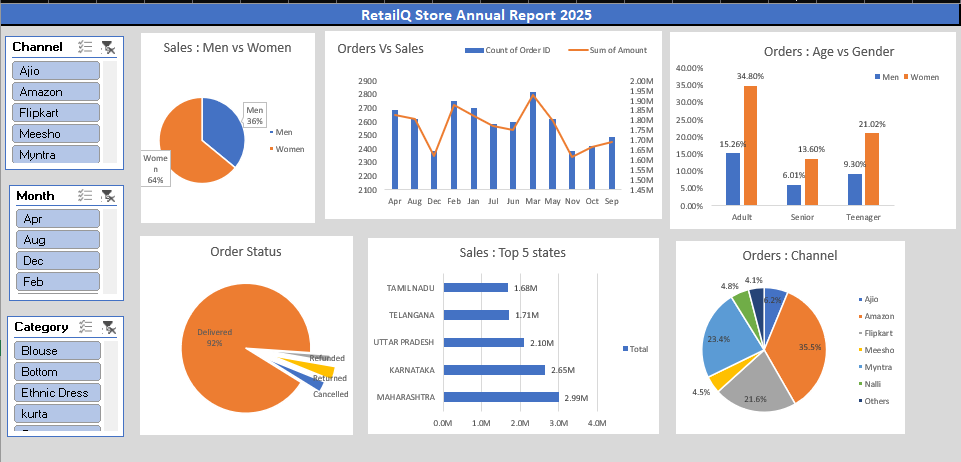 RetailQ Store Annual Report 2025
Channel
Ajio
Amazon
Flipkart
Meesho
Myntra
Month
Apr
Aug
Dec
Feb
Category
Blouse
Bottom
Ethnic Dress
kurta
Sales : Men vs Women
Men
36%
Wome
n
64%
Men
Women
Orders Vs Sales
Count of Order ID
Sum of Amount
2900
2800
2700
2600
2500
2400
2300
2200
2100
2.00M
1.95M
1.90M
1.85M
1.80M
1.75M
1.70M
1.65M
1.60M
1.55M
1.50M
1.45M
Apr Aug Dec Feb Jan Jul Jun Mar May Nov Oct Sep
Orders : Age vs Gender
Men Women
40.00%
35.00%
30.00%
25.00%
20.00%
15.00%
10.00%
5.00%
0.00%
15.26%
34.80%
6.01%
13.60%
9.30%
21.02%
Adult Senior Teenager
Order Status
Delivered
92%
Refunded
Returned
Cancelled
Sales : Top 5 states
TAMIL NADU 1.68M
TELANGANA 1.71M
UTTAR PRADESH 2.10M
KARNATAKA 2.65M
MAHARASHTRA 2.99M
0.0M 1.0M 2.0M 3.0M 4.0M
Total
Orders : Channel
6.2%
35.5%
21.6%
4.5%
23.4%
4.8%
4.1%
Ajio
Amazon
Flipkart
Meesho
Myntra
Nalli
Others